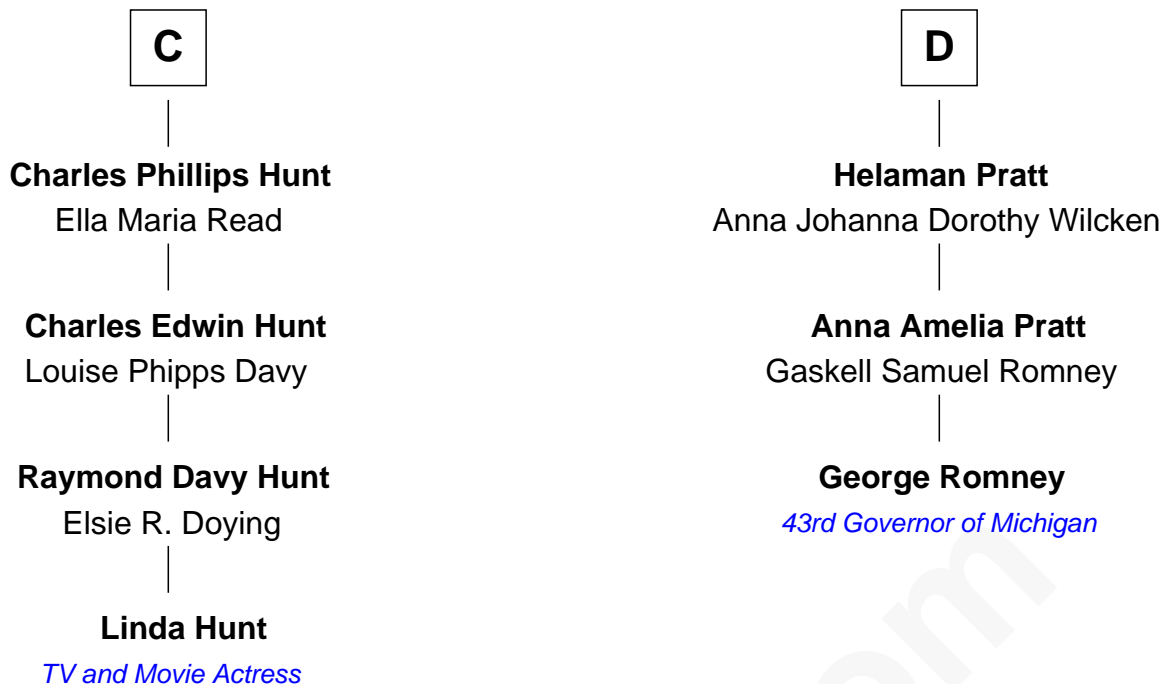 C
Charles Phillips Hunt
Ella Maria Read
Charles Edwin Hunt
Louise Phipps Davy
Raymond Davy Hunt
Elsie R. Doying
Linda Hunt
TV and Movie Actress
D
Helaman Pratt
Anna Johanna Dorothy Wilcken
Anna Amelia Pratt
Gaskell Samuel Romney
George Romney
43rd Governor of Michigan
om